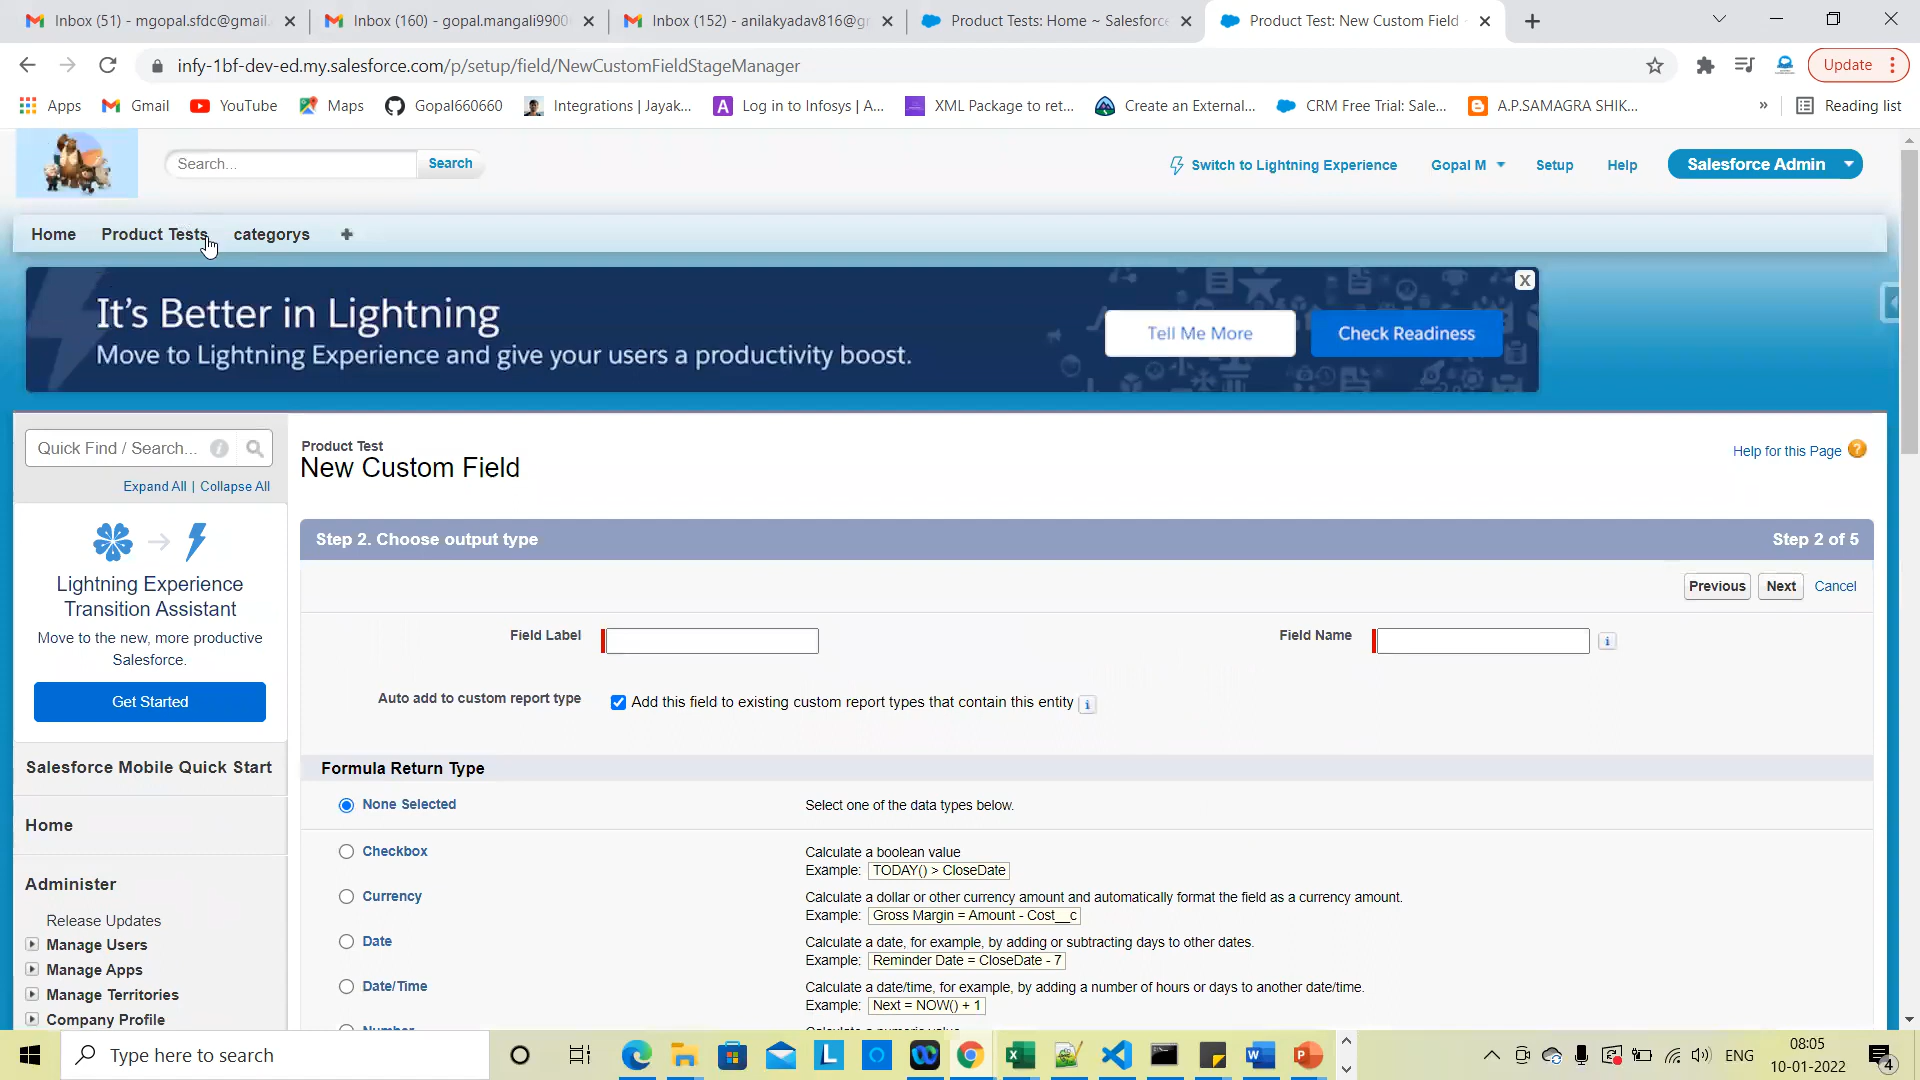 Inbox (51) - mgopal.sfdc@gmail.
Inbox (160) - gopal.mangali9900
Inbox (152) - anilakyadav816@gr
Product Tests: Home ~ Salesforce
Product Test: New Custom Field
infy-1bf-dev-ed.my.salesforce.com/p/setup/field/NewCustomFieldStageManager
Update
Apps
Gmail
YouTube
Maps
Gopal660060
Integrations | Jayak...
Log in to Infosys | A...
XML Package to ret...
Create an External...
CRM Free Trial: Sale...
A.P.SAMAGRA SHIK...
»
Reading list
Search...
Search
Switch to Lightning Experience
Gopal M
Setup
Help
Salesforce Admin
Home
Product Tests
categorys
It's Better in Lightning
Move to Lightning Experience and give your users a productivity boost.
Tell Me More
Check Readiness
X
Quick Find / Search...
Expand All | Collapse All
Lightning Experience
Transition Assistant
Move to the new, more productive
Salesforce.
Get Started
Salesforce Mobile Quick Start
Home
Administer
Release Updates
Manage Users
Manage Apps
Manage Territories
Company Profile
Product Test
New Custom Field
Help for this Page
Step 2. Choose output type
Step 2 of 5
Previous
Next
Cancel
Field Label
Field Name
Auto add to custom report type
Add this field to existing custom report types that contain this entity
Formula Return Type
None Selected
Select one of the data types below.
Checkbox
Calculate a boolean value
Example: TODAY() > CloseDate
Currency
Calculate a dollar or other currency amount and automatically format the field as a currency amount.
Example: Gross Margin = Amount - Cost__c
Date
Calculate a date, for example, by adding or subtracting days to other dates.
Example: Reminder Date = CloseDate - 7
Date/Time
Calculate a date/time, for example, by adding a number of hours or days to another date/time.
Example: Next = NOW() + 1
Number
Calculate a numeric value
Type here to search
ENG
08:05
10-01-2022
4